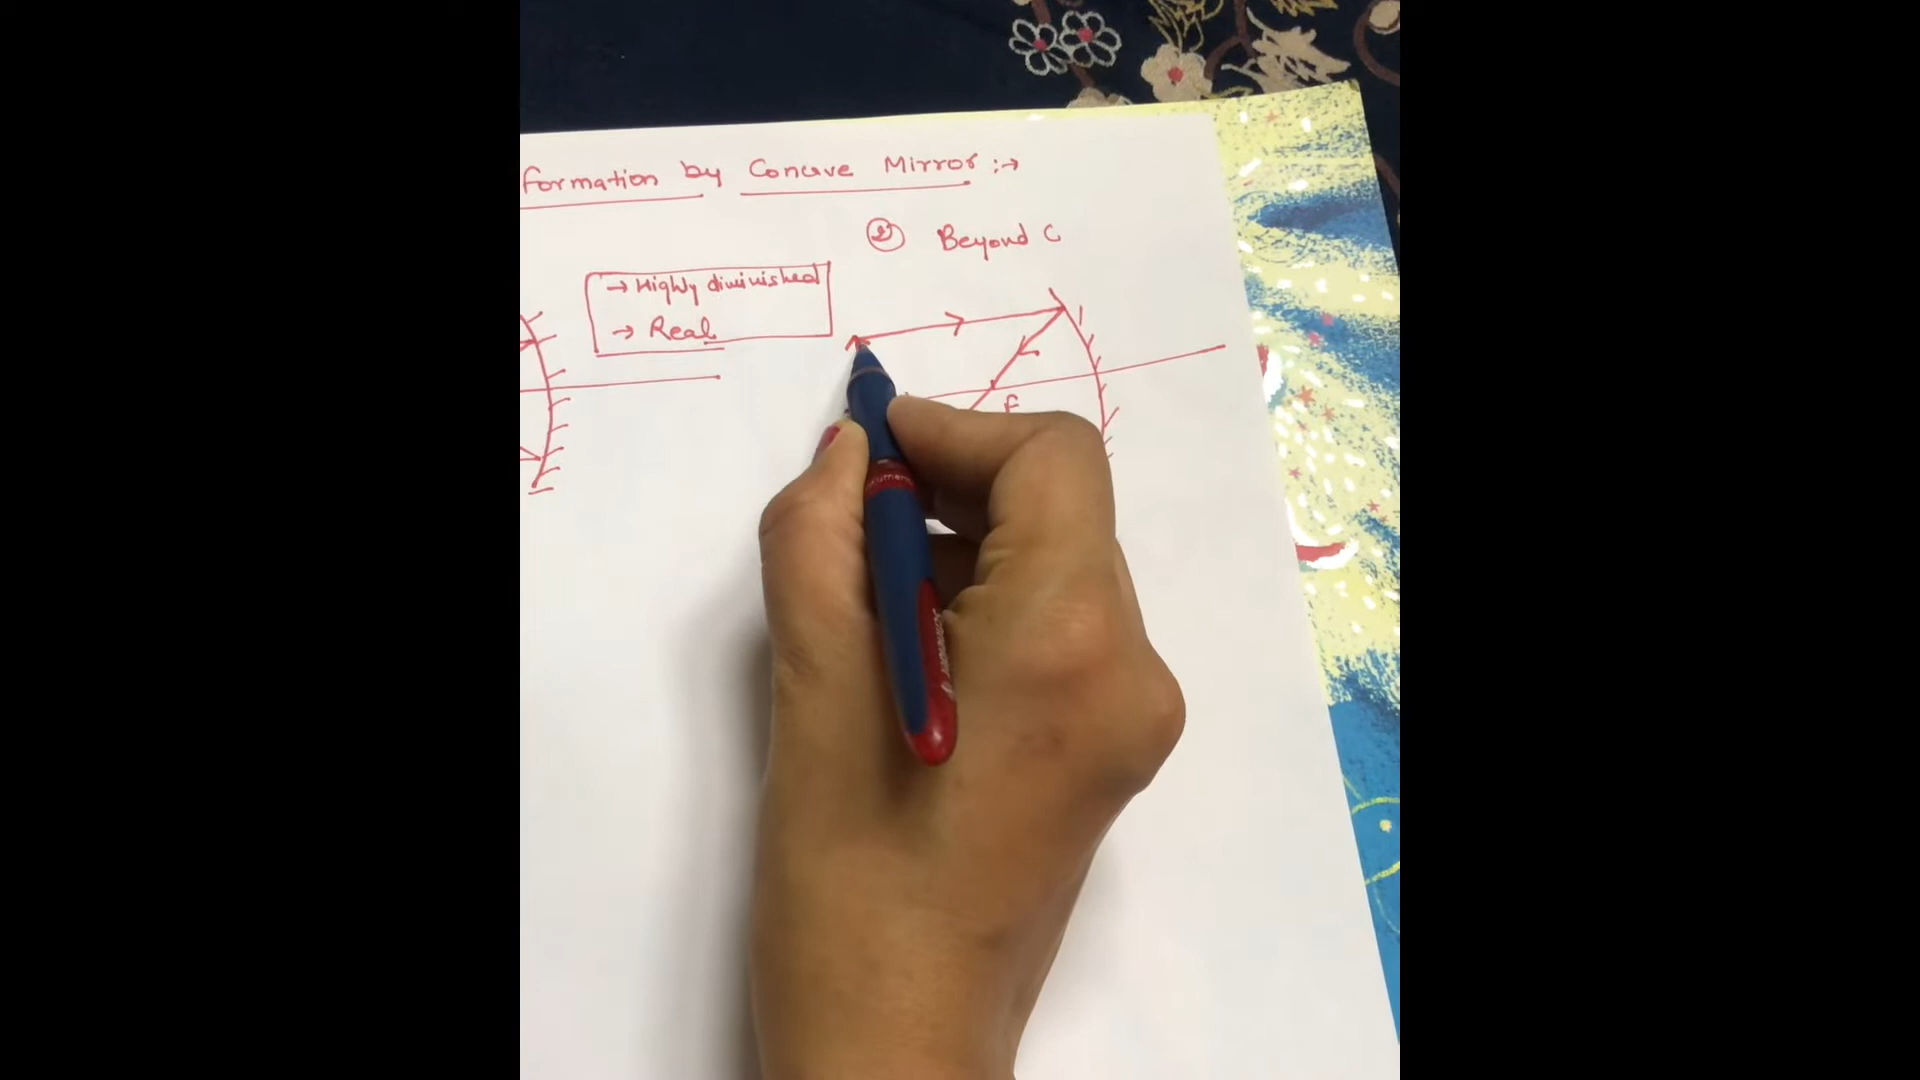 formation by Concave Mirror :→
② Beyond C
→ Highly diminished
→ Real
F